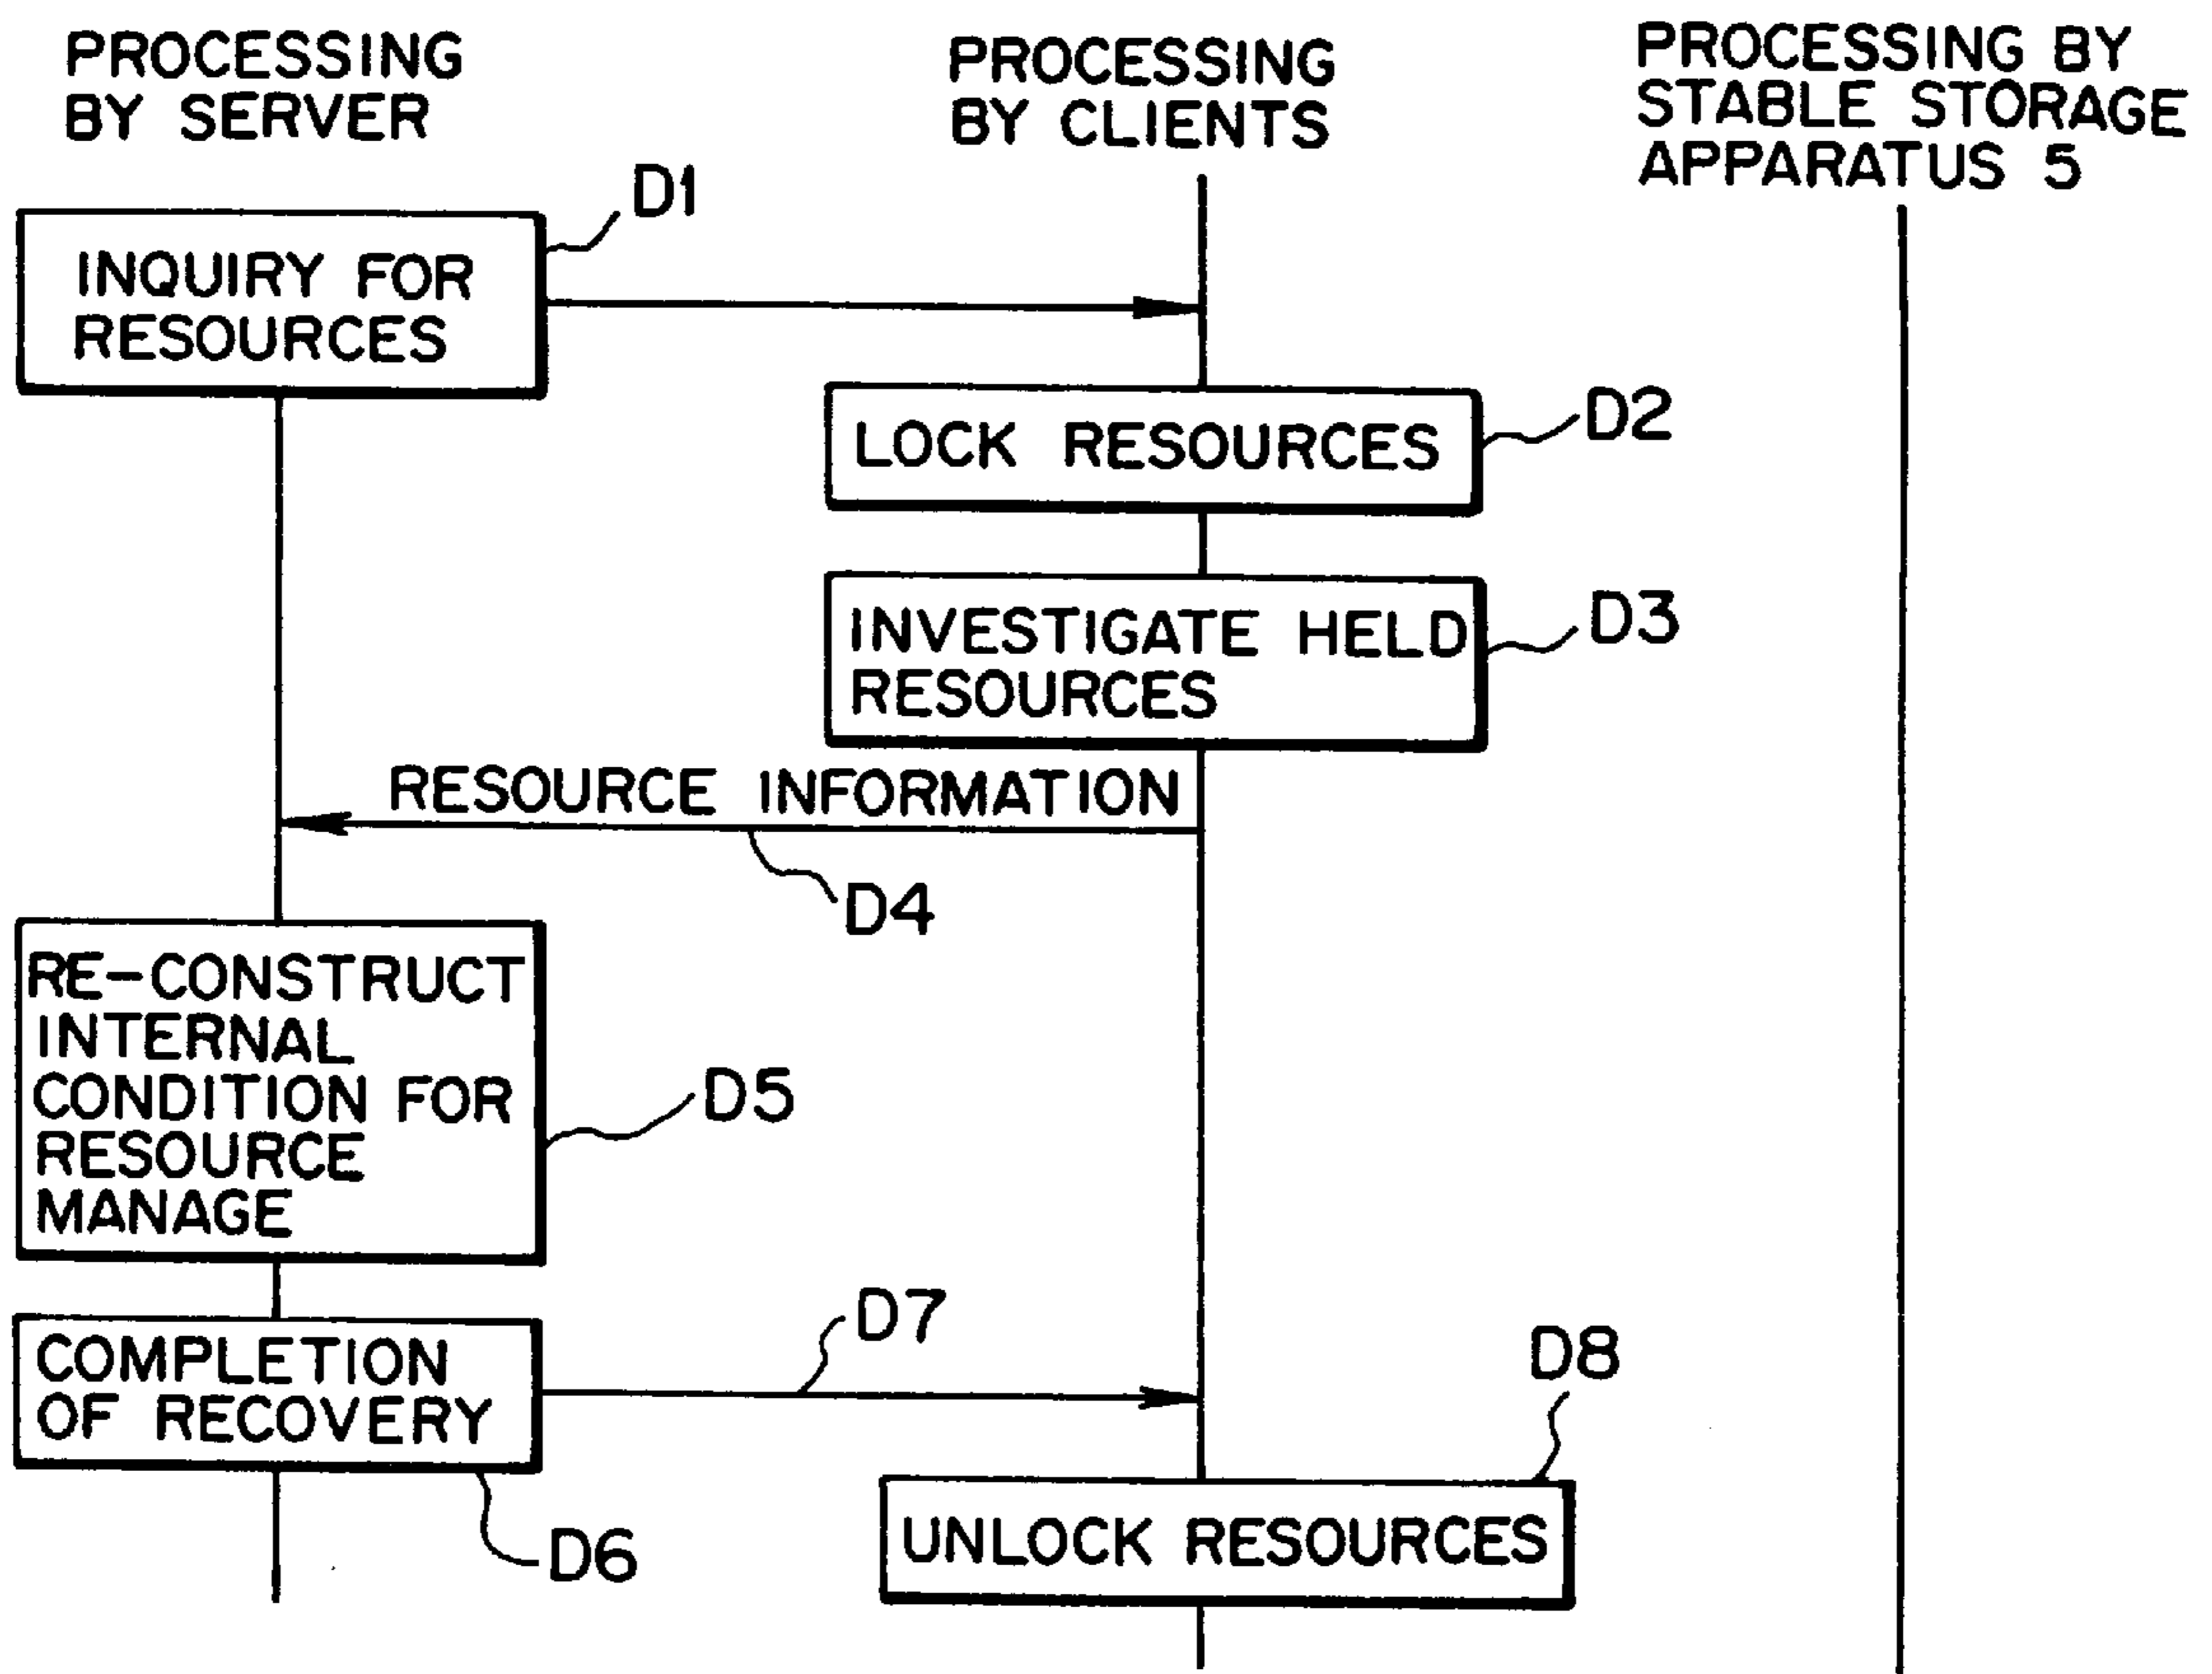 PROCESSING
BY SERVER
PROCESSING
BY CLIENTS
PROCESSING BY
STABLE STORAGE
APPARATUS 5
D1
INQUIRY FOR
RESOURCES
D2
LOCK RESOURCES
D3
INVESTIGATE HELD
RESOURCES
RESOURCE INFORMATION
D4
RE-CONSTRUCT
INTERNAL
CONDITION FOR
RESOURCE
MANAGE
D5
D7
COMPLETION
OF RECOVERY
D8
D6
UNLOCK RESOURCES